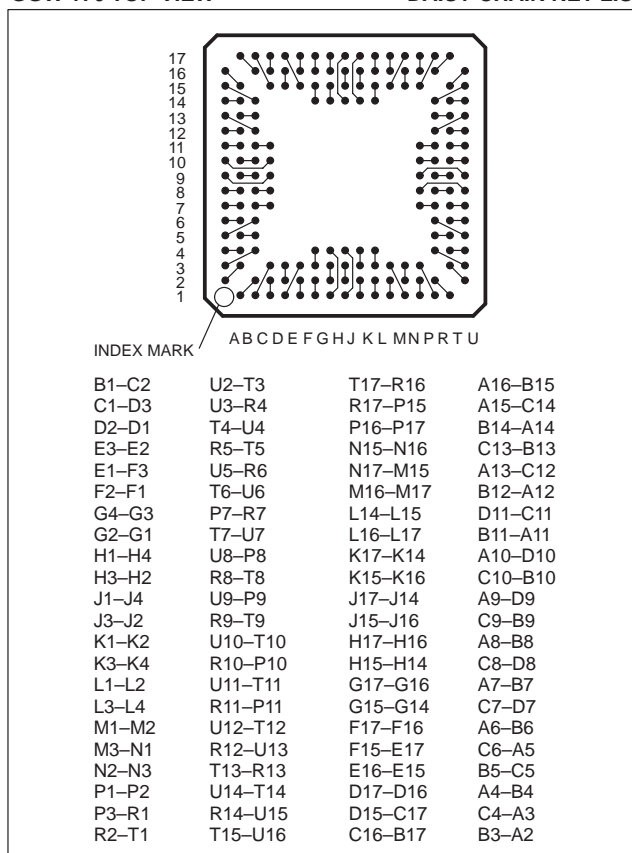 TOP VIEW DAISY CHAIN NET
17
16
15
14
13
12
11
10
9
8
7
6
5
4
3
2
1
A B C D E F G H J K L M N P R T U
INDEX MARK
B1–C2 U2–T3 T17–R16 A16–B15
C1–D3 U3–R4 R17–P15 A15–C14
D2–D1 T4–U4 P16–P17 B14–A14
E3–E2 R5–T5 N15–N16 C13–B13
E1–F3 U5–R6 N17–M15 A13–C12
F2–F1 T6–U6 M16–M17 B12–A12
G4–G3 P7–R7 L14–L15 D11–C11
G2–G1 T7–U7 L16–L17 B11–A11
H1–H4 U8–P8 K17–K14 A10–D10
H3–H2 R8–T8 K15–K16 C10–B10
J1–J4 U9–P9 J17–J14 A9–D9
J3–J2 R9–T9 J15–J16 C9–B9
K1–K2 U10–T10 H17–H16 A8–B8
K3–K4 R10–P10 H15–H14 C8–D8
L1–L2 U11–T11 G17–G16 A7–B7
L3–L4 R11–P11 G15–G14 C7–D7
M1–M2 U12–T12 F17–F16 A6–B6
M3–N1 R12–U13 F15–E17 C6–A5
N2–N3 T13–R13 E16–E15 B5–C5
P1–P2 U14–T14 D17–D16 A4–B4
P3–R1 R14–U15 D15–C17 C4–A3
R2–T1 T15–U16 C16–B17 B3–A2